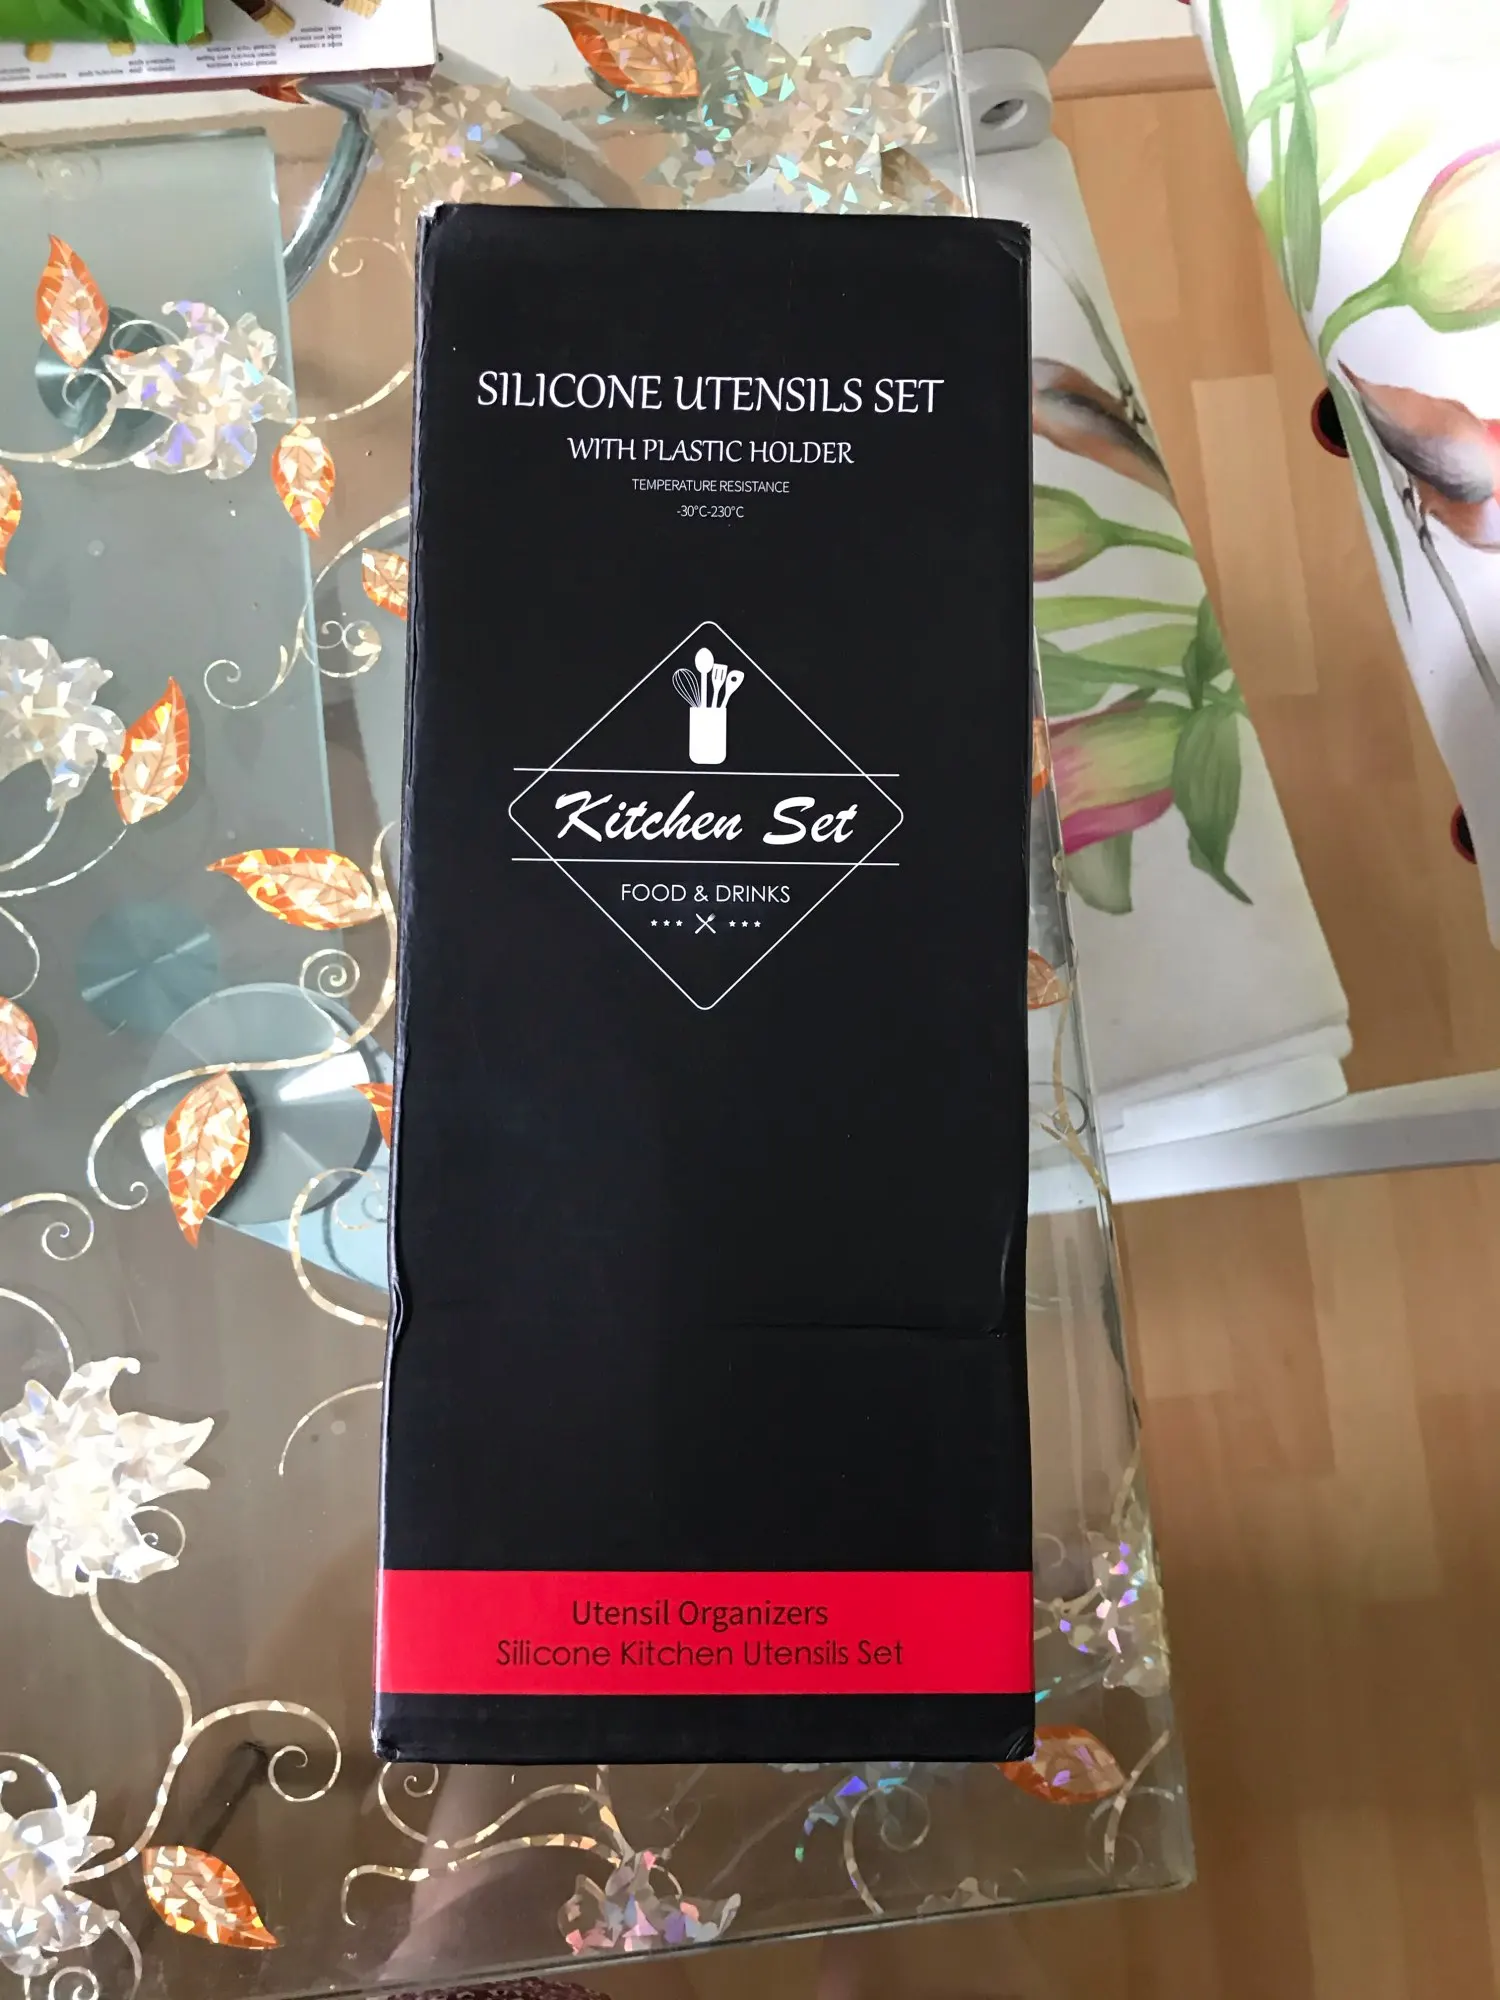 SILICONE UTENSILS SET
WITH PLASTIC HOLDER
TEMPERATURE RESISTANCE
-30°C-230°C
Kitchen Set
FOOD & DRINKS
Utensil Organizers
Silicone Kitchen Utensils Set